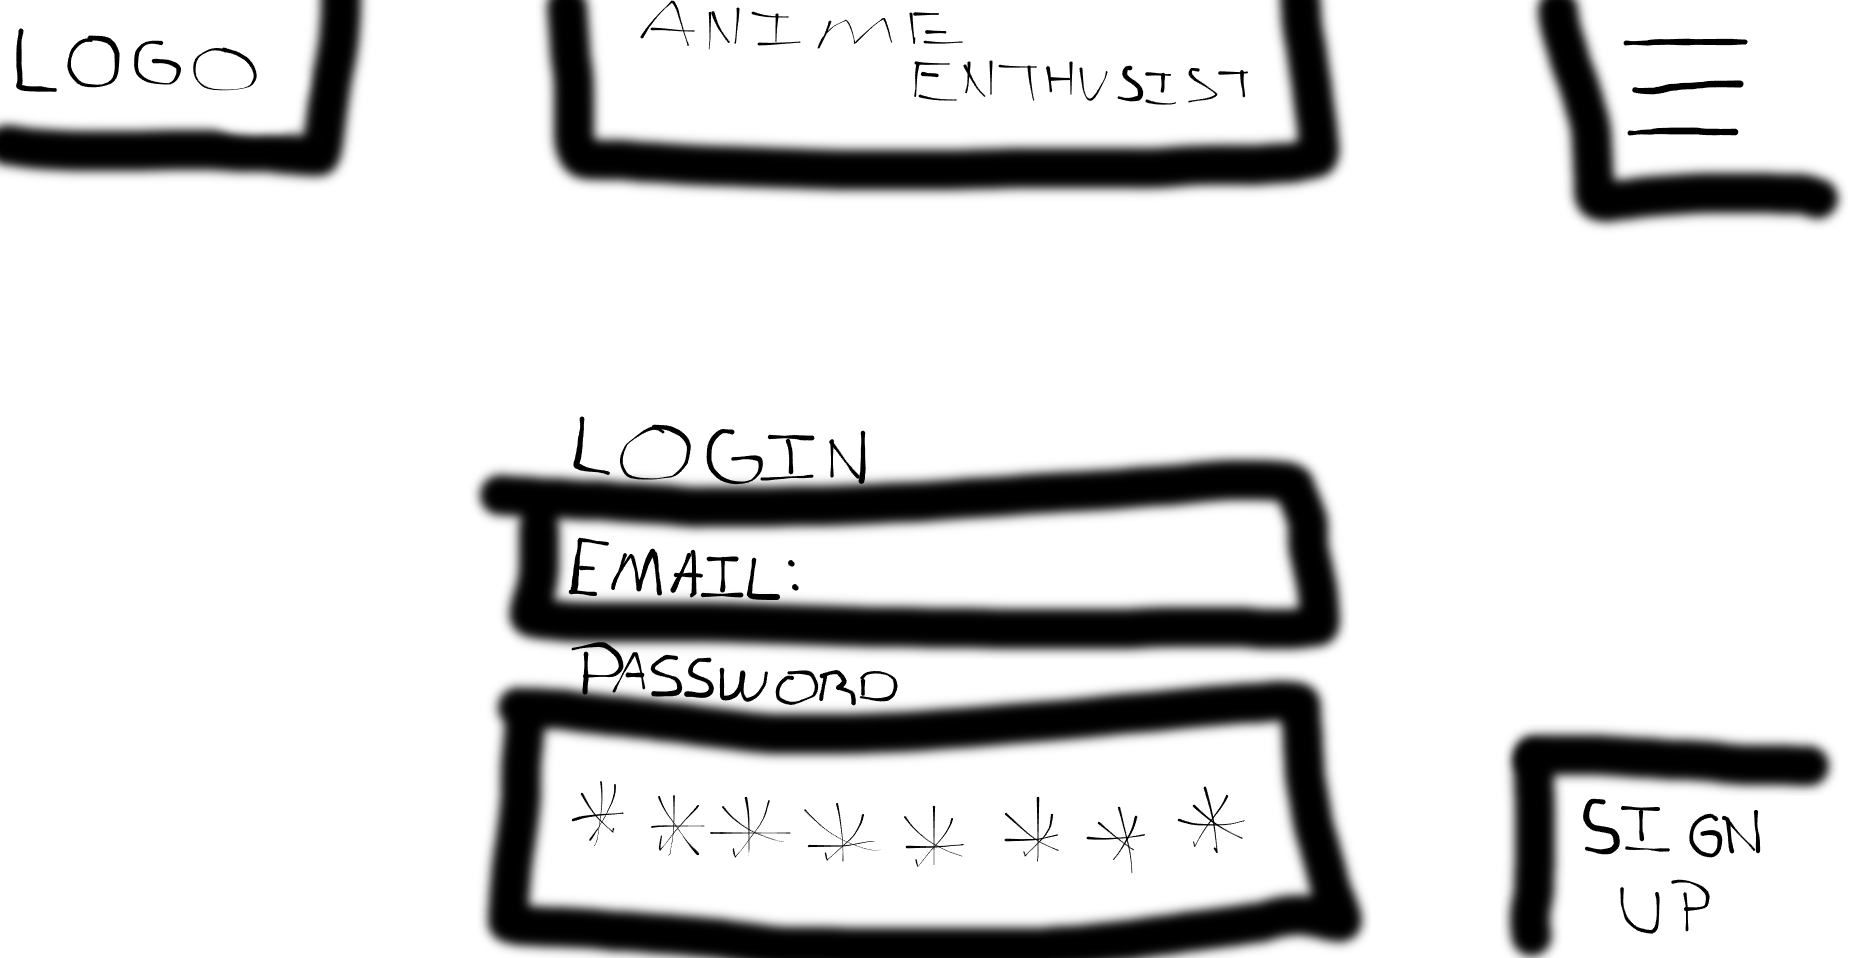 LOGO
ANIME
ENTHUSIST
LOGIN
EMAIL:
PASSWORD
********
SIGN
UP